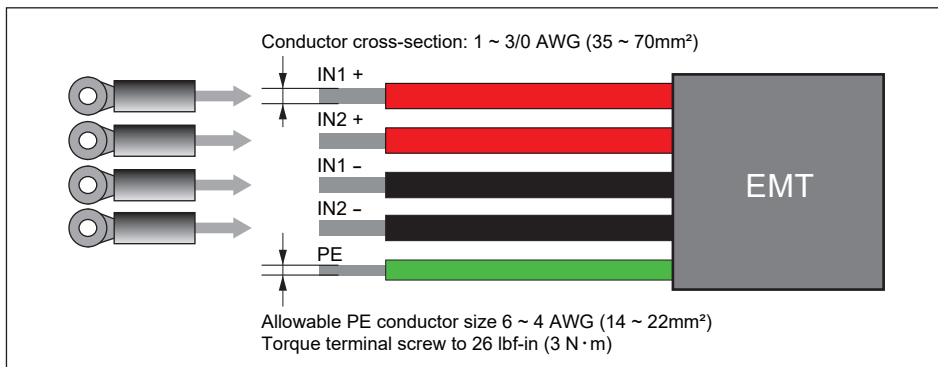 Conductor cross-section: 1 ~ 3/0 AWG (35 ~ 70mm²)
IN1 +
IN2 +
IN1 −
IN2 −
EMT
PE
Allowable PE conductor size 6 ~ 4 AWG (14 ~ 22mm²)
Torque terminal screw to 26 lbf-in (3 N·m)